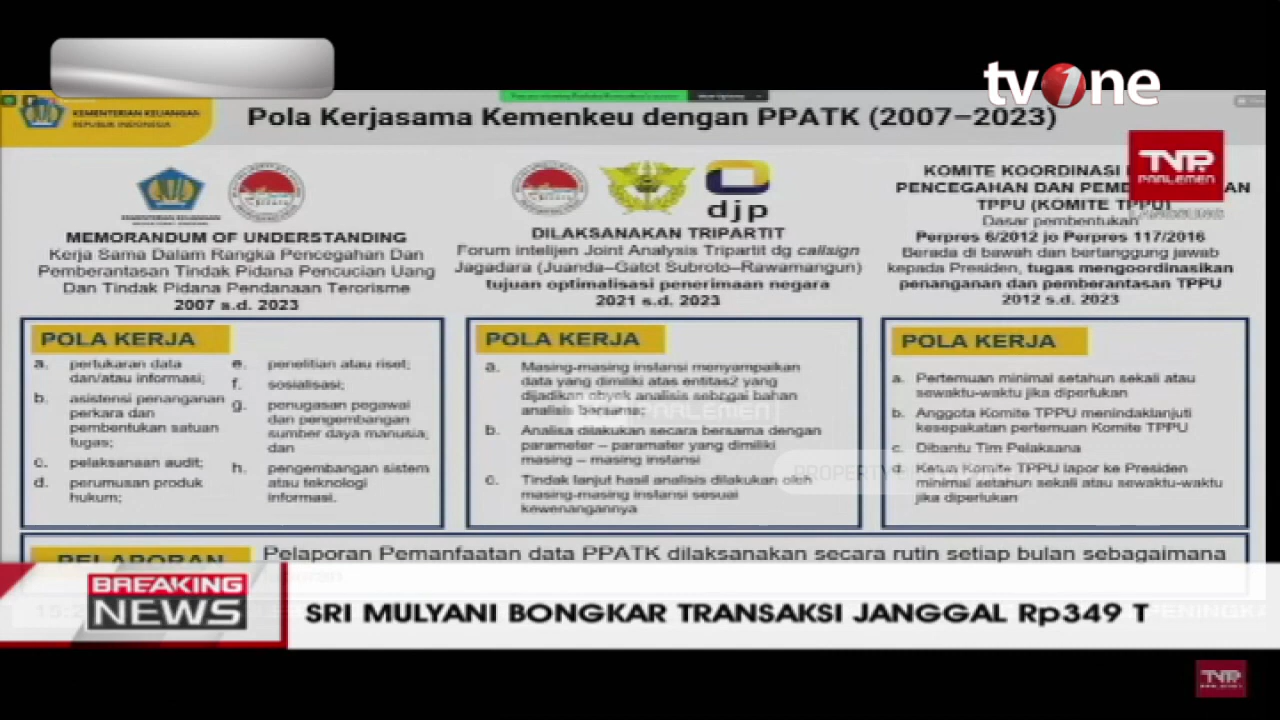 tvOne
KEMENTERIAN KEUANGAN
REPUBLIK INDONESIA
Pola Kerjasama Kemenkeu dengan PPATK (2007–2023)
TVR
PARLEMEN
MEMORANDUM OF UNDERSTANDING
Kerja Sama Dalam Rangka Pencegahan Dan
Pemberantasan Tindak Pidana Pencucian Uang
Dan Tindak Pidana Pendanaan Terorisme
2007 s.d. 2023
POLA KERJA
a. pertukaran data
dan/atau informasi;
b. asistensi penanganan
perkara dan
pembentukan satuan
tugas;
c. pelaksanaan audit;
d. perumusan produk
hukum;
e. penelitian atau riset;
f. sosialisasi;
g. penugasan pegawai
dan pengembangan
sumber daya manusia;
dan
h. pengembangan sistem
atau teknologi
informasi.
djp
DILAKSANAKAN TRIPARTIT
Forum intelijen Joint Analysis Tripartit dg callsign
Jagadara (Juanda–Gatot Subroto–Rawamangun)
tujuan optimalisasi penerimaan negara
2021 s.d. 2023
POLA KERJA
a. Masing-masing instansi menyampaikan
data yang dimiliki atas entitas2 yang
dijadikan obyek analisis sebagai bahan
analisis bersama;
b. Analisa dilakukan secara bersama dengan
parameter – paramater yang dimiliki
masing – masing instansi
c. Tindak lanjut hasil analisis dilakukan oleh
masing-masing instansi sesuai
kewenangannya
KOMITE KOORDINASI
PENCEGAHAN DAN PEMB AN
TPPU (KOMITE TPPU)
Dasar pembentukan
Perpres 6/2012 jo Perpres 117/2016
Berada di bawah dan bertanggung jawab
kepada Presiden, tugas mengoordinasikan
penanganan dan pemberantasan TPPU
2012 s.d. 2023
POLA KERJA
a. Pertemuan minimal setahun sekali atau
sewaktu-waktu jika diperlukan
b. Anggota Komite TPPU menindaklanjuti
kesepakatan pertemuan Komite TPPU
c. Dibantu Tim Pelaksana
d. Ketua Komite TPPU lapor ke Presiden
minimal setahun sekali atau sewaktu-waktu
jika diperlukan
PELAPORAN
Pelaporan Pemanfaatan data PPATK dilaksanakan secara rutin setiap bulan sebagaimana
BREAKING
NEWS
SRI MULYANI BONGKAR TRANSAKSI JANGGAL Rp349 T
TVR
PARLEMEN